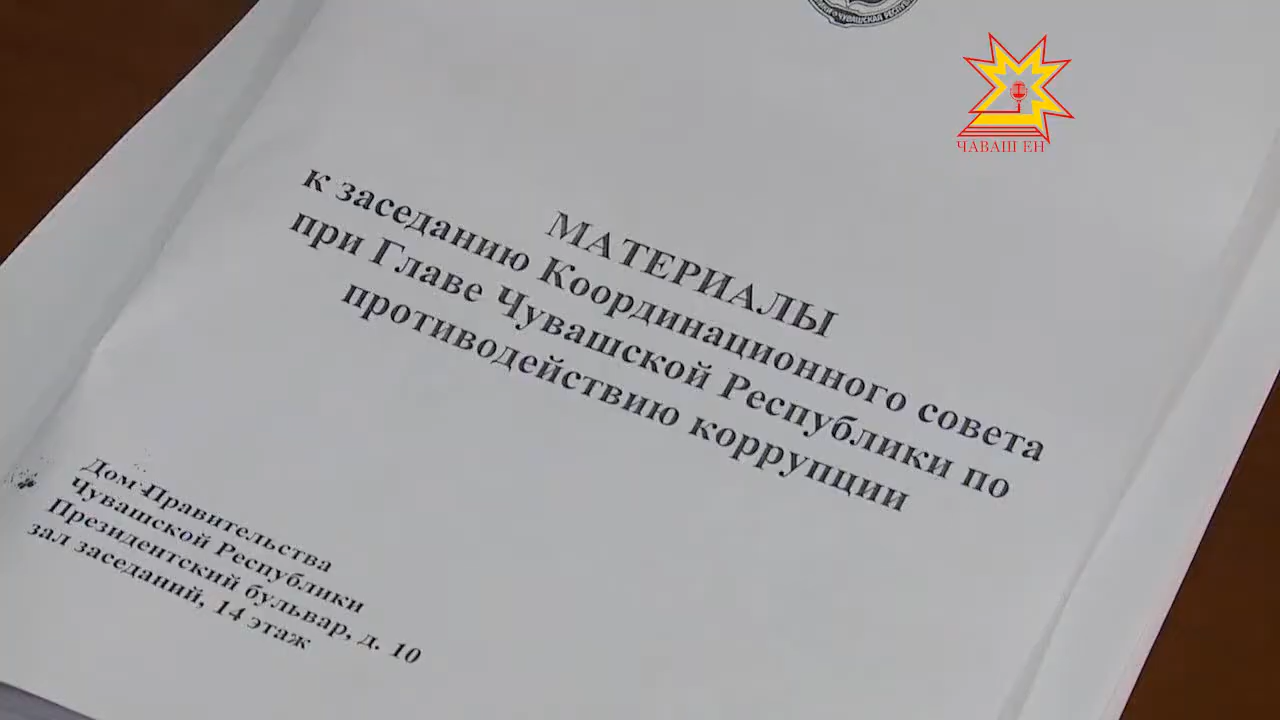 ЧУВАШСКАЯ
ЧАВАШ ЕН
МАТЕРИАЛЫ
к заседанию Координационного совета
при Главе Чувашской Республики по
противодействию коррупции
Дом Правительства
Чувашской Республики
Президентский бульвар, д. 10
зал заседаний, 14 этаж